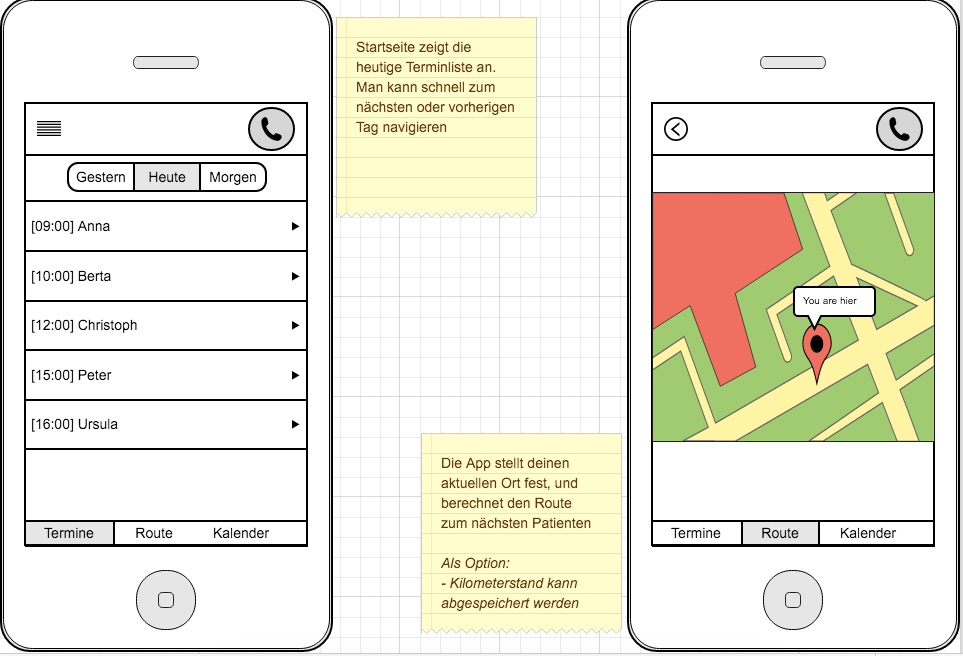 Gestern Heute Morgen
[09:00] Anna
[10:00] Berta
[12:00] Christoph
[15:00] Peter
[16:00] Ursula
Termine Route Kalender
Startseite zeigt die
heutige Terminliste an.
Man kann schnell zum
nächsten oder vorherigen
Tag navigieren
Die App stellt deinen
aktuellen Ort fest, und
berechnet den Route
zum nächsten Patienten
Als Option:
- Kilometerstand kann
abgespeichert werden
You are hier
Termine Route Kalender